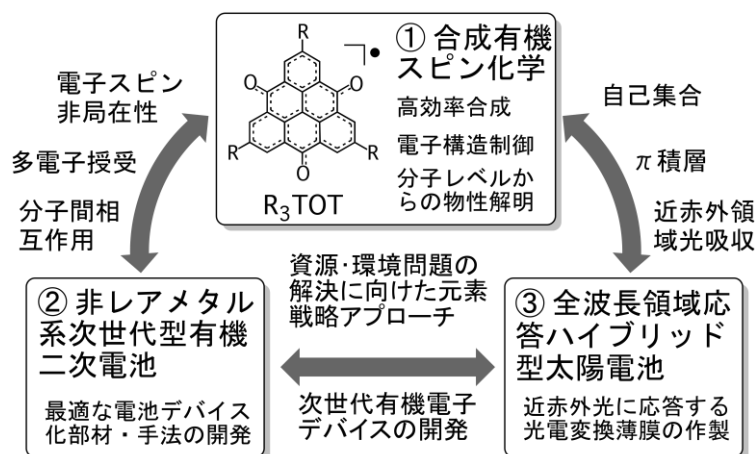 ① 合成有機
スピン化学
高効率合成
電子構造制御
分子レベルか
らの物性解明
R
O
O
R
R
O
R₃TOT
電子スピン
非局在性
多電子授受
分子間相
互作用
自己集合
π積層
近赤外領
域光吸収
資源・環境問題の
解決に向けた元素
戦略アプローチ
次世代有機電子
デバイスの開発
② 非レアメタル
系次世代型有機
二次電池
最適な電池デバイス
化部材・手法の開発
③ 全波長領域応
答ハイブリッド
型太陽電池
近赤外光に応答する
光電変換薄膜の作製